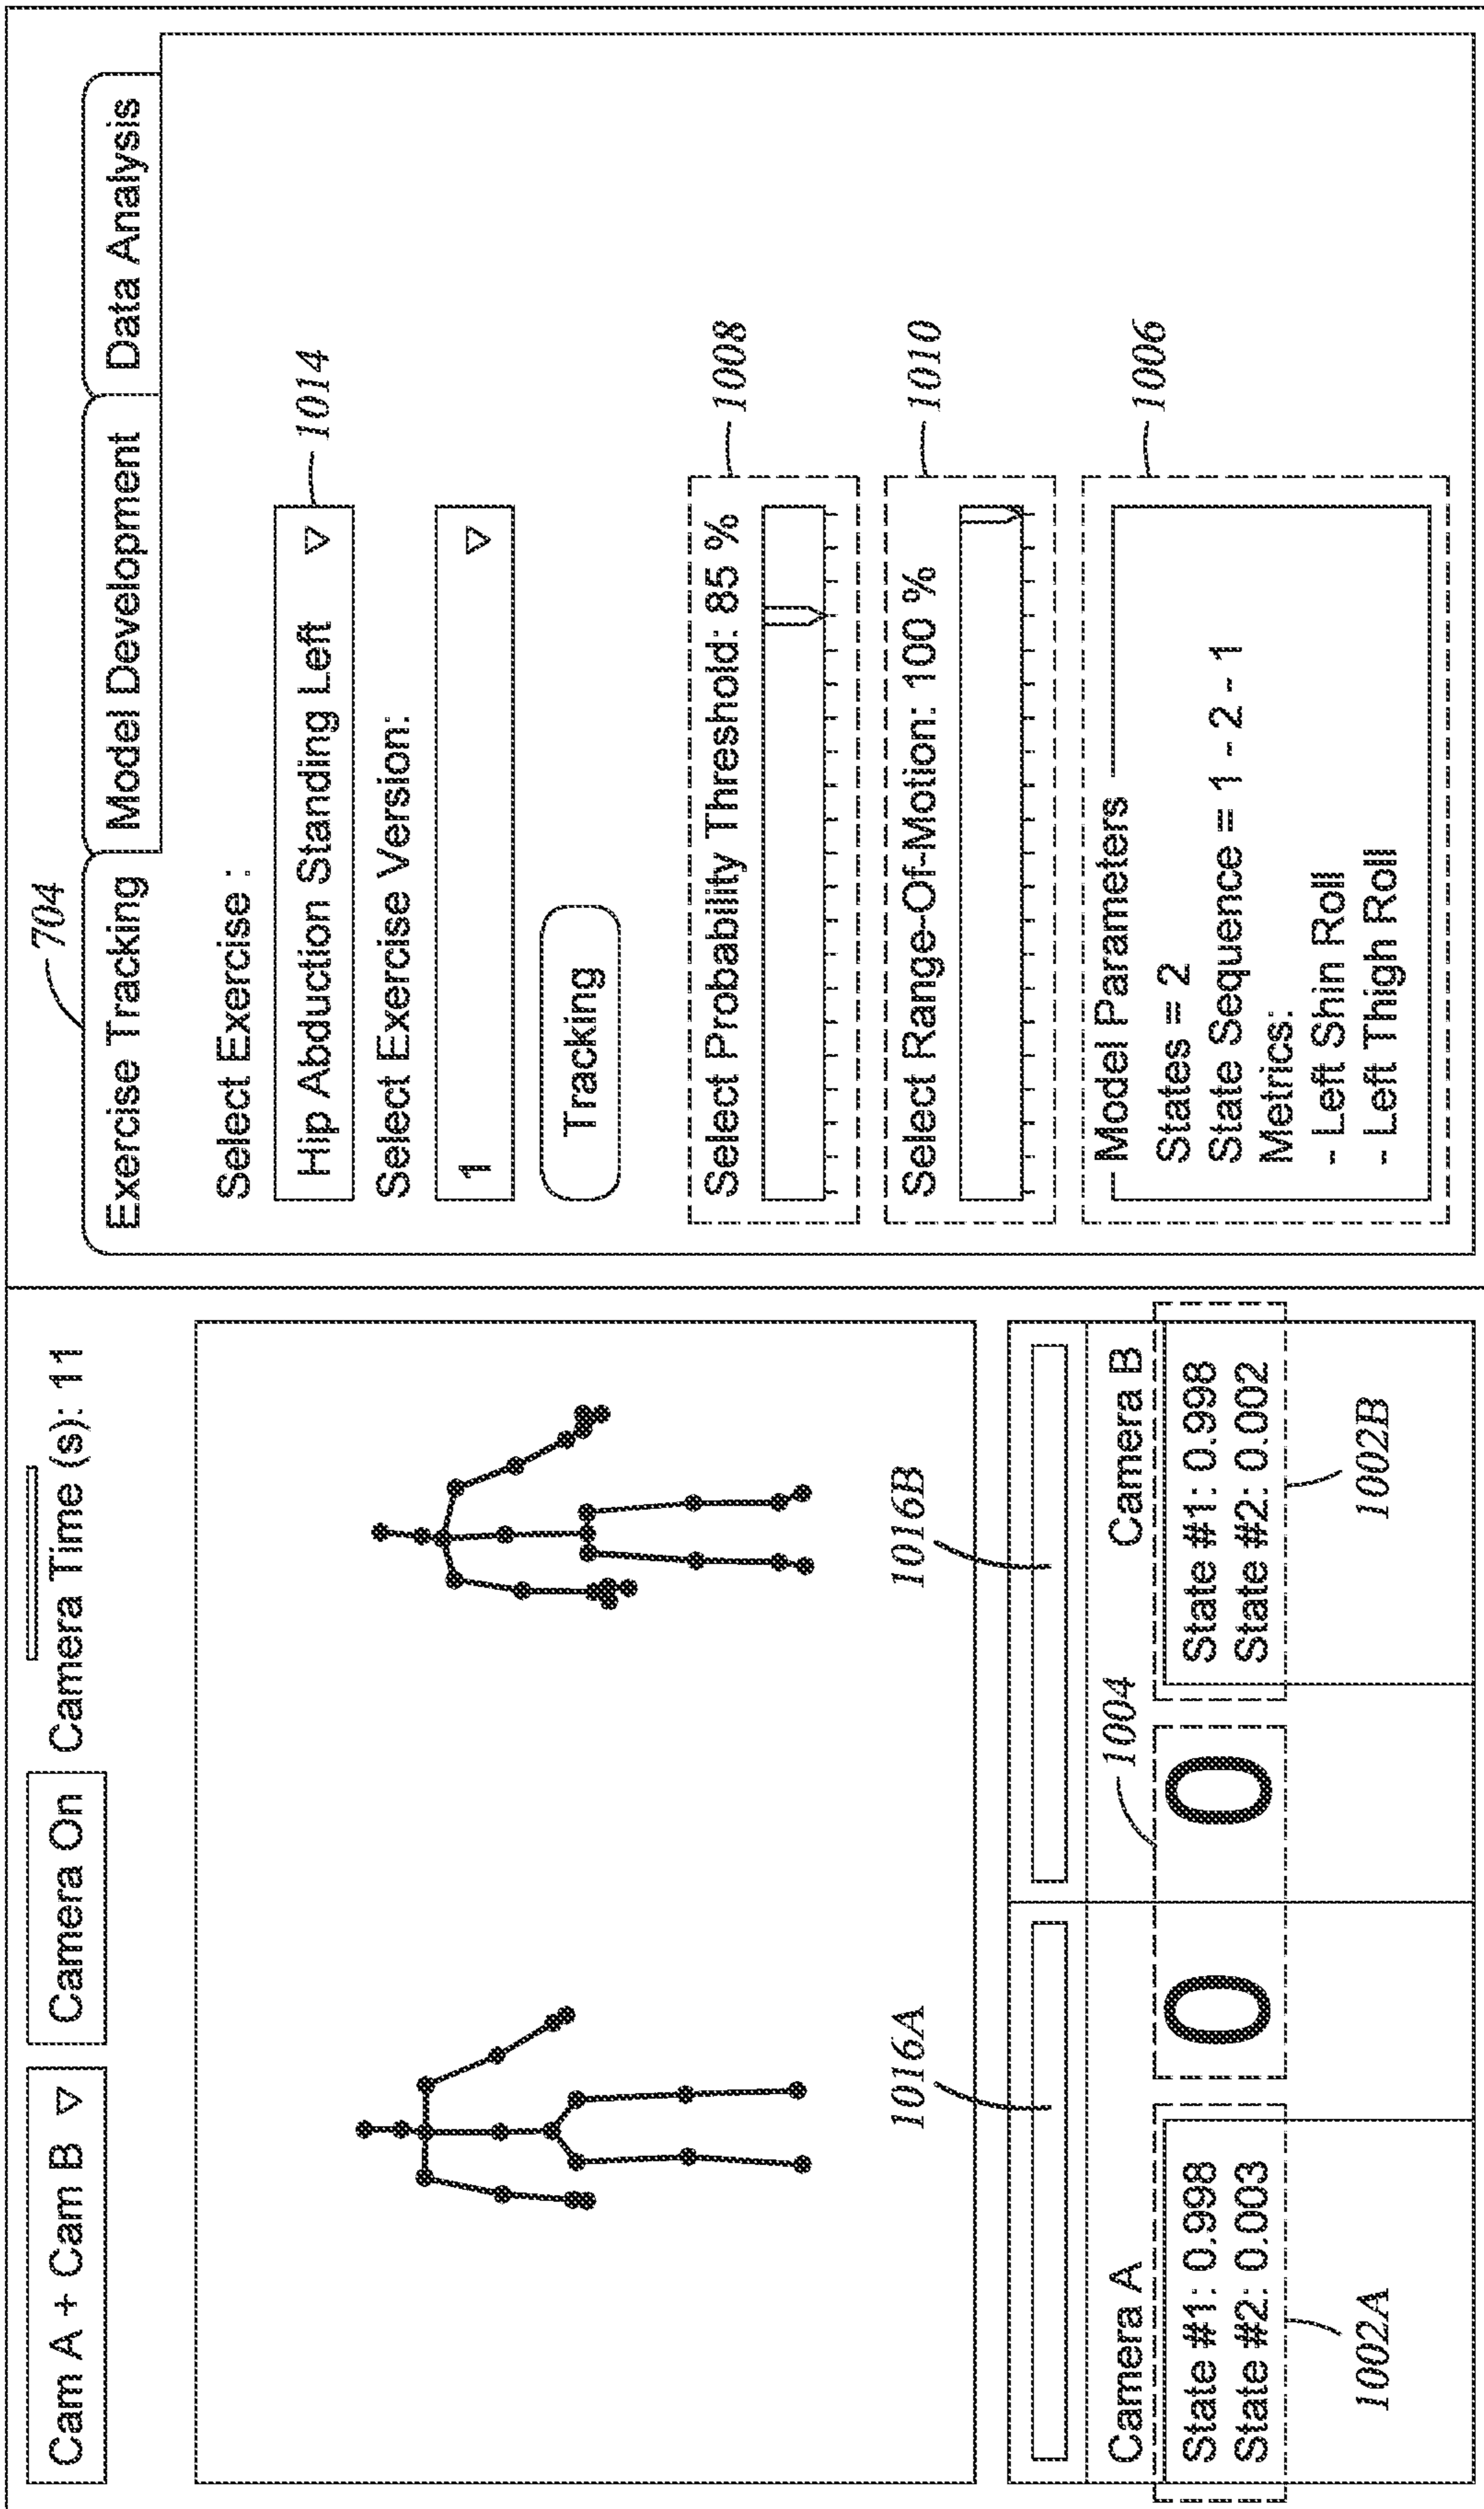 Cam A + Cam B ▽
Camera On
Camera Time (s): 11
1016A
1016B
Camera A
State #1: 0.998
State #2: 0.003
1002A
0
0
1004
Camera B
State #1: 0.998
State #2: 0.002
1002B
704
Exercise Tracking
Model Development
Data Analysis
Select Exercise :
Hip Abduction Standing Left ▽
1014
Select Exercise Version:
1 ▽
Tracking
Select Probability Threshold: 85 %
1008
Select Range-Of-Motion: 100 %
1010
Model Parameters
1006
States = 2
State Sequence = 1 - 2 - 1
Metrics:
- Left Shin Roll
- Left Thigh Roll